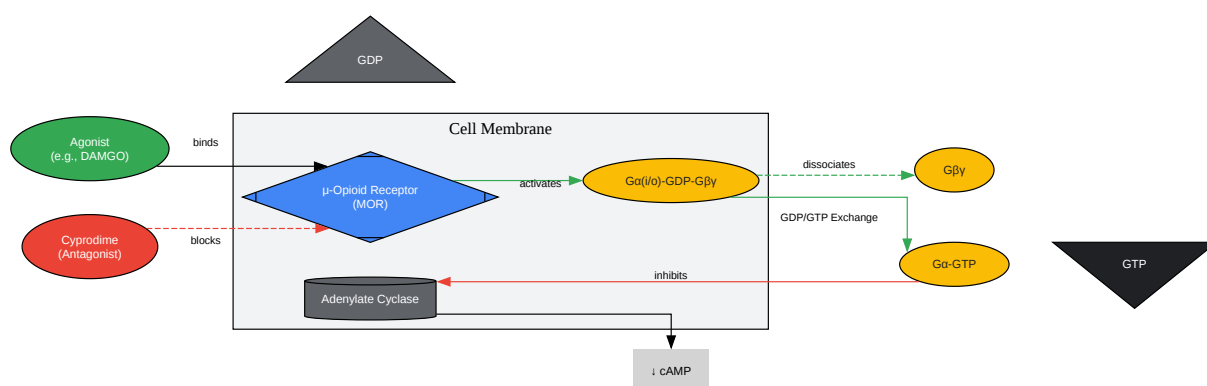 GDP
Cell Membrane
Agonist
(e.g., DAMGO)
binds
μ-Opioid Receptor
(MOR)
activates
Gα(i/o)-GDP-Gβγ
dissociates
Gβγ
GDP/GTP Exchange
Cyprodime
(Antagonist)
blocks
Gα-GTP
GTP
inhibits
Adenylate Cyclase
↓ cAMP